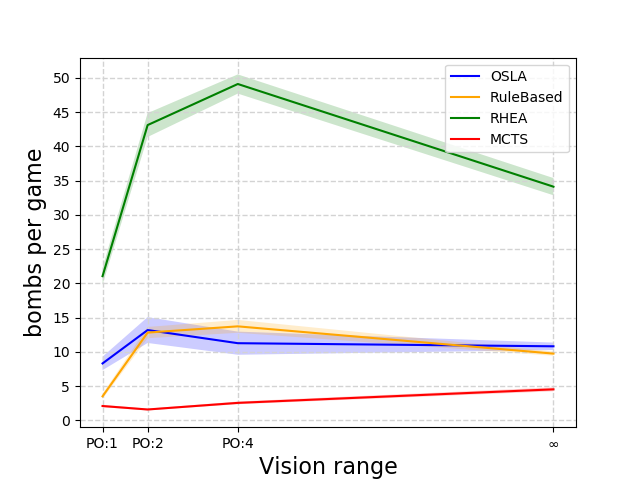 OSLA
RuleBased
RHEA
MCTS
50
45
40
35
30
25
20
15
10
5
0
bombs per game
PO:1 PO:2 PO:4 ∞
Vision range